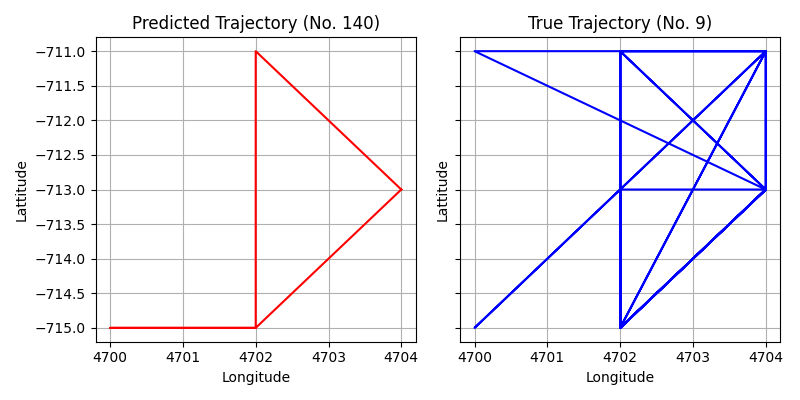 Predicted Trajectory (No. 140)
True Trajectory (No. 9)
−711.0
−711.5
−712.0
−712.5
−713.0
−713.5
−714.0
−714.5
−715.0
Lattitude
Lattitude
4700 4701 4702 4703 4704
4700 4701 4702 4703 4704
Longitude
Longitude